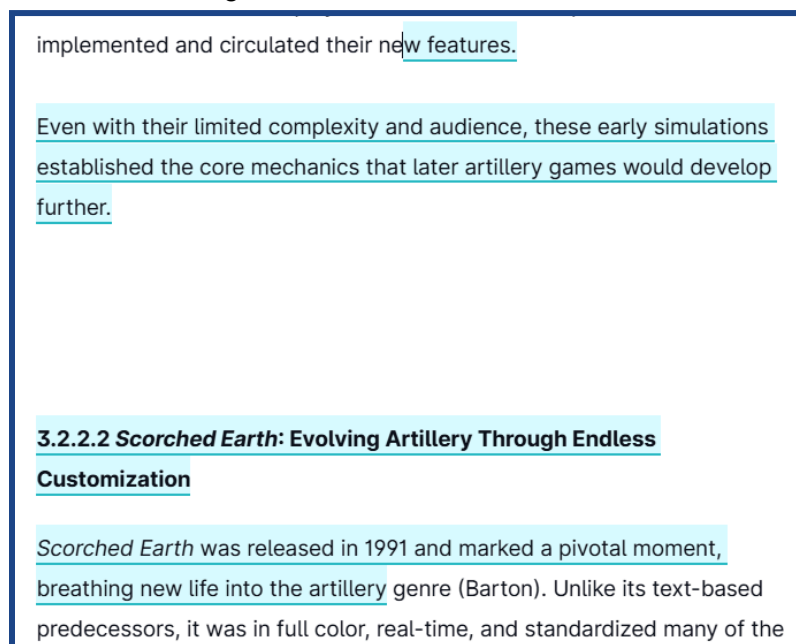 implemented and circulated their new features.
Even with their limited complexity and audience, these early simulations
established the core mechanics that later artillery games would develop
further.
3.2.2.2 Scorched Earth: Evolving Artillery Through Endless
Customization
Scorched Earth was released in 1991 and marked a pivotal moment,
breathing new life into the artillery genre (Barton). Unlike its text-based
predecessors, it was in full color, real-time, and standardized many of the